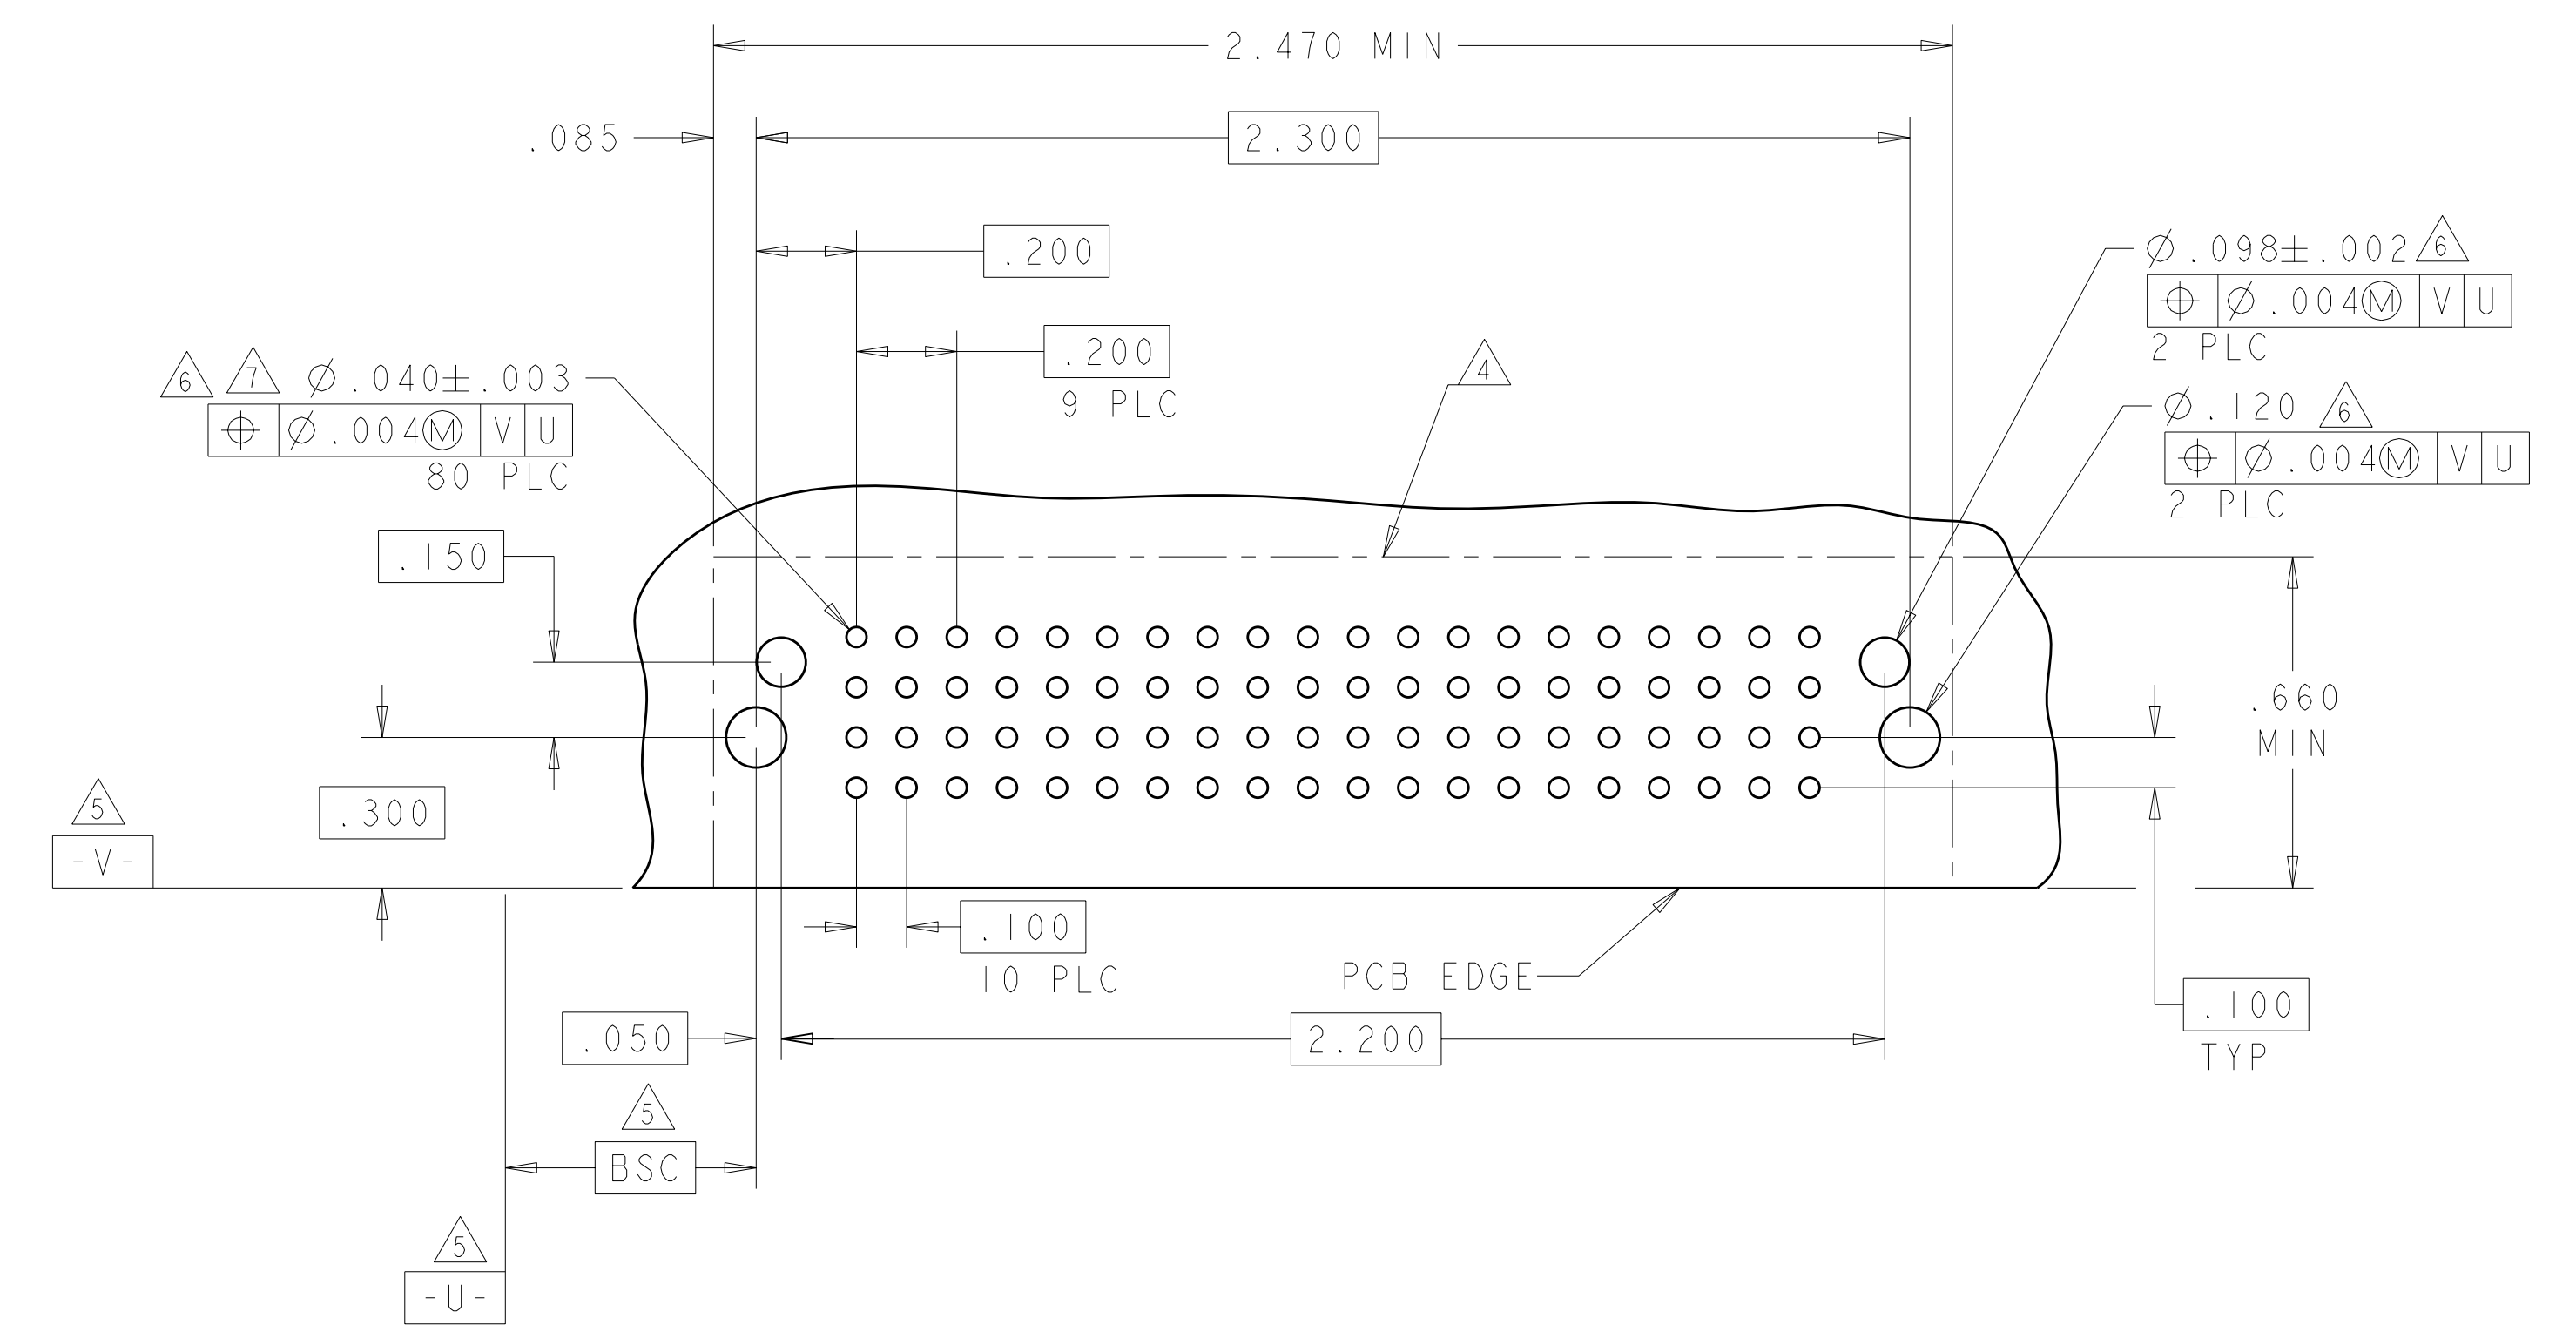 2.470 MIN
.085
2.300
.200
Ø.098±.002 6
⌖ Ø.004Ⓜ V U
2 PLC
.200
9 PLC
4
6 7 Ø.040±.003
⌖ Ø.004Ⓜ V U
80 PLC
Ø.120 6
⌖ Ø.004Ⓜ V U
2 PLC
.150
.660
MIN
5
-V-
.300
.100
10 PLC
PCB EDGE
.100
TYP
.050
2.200
5
BSC
5
-U-